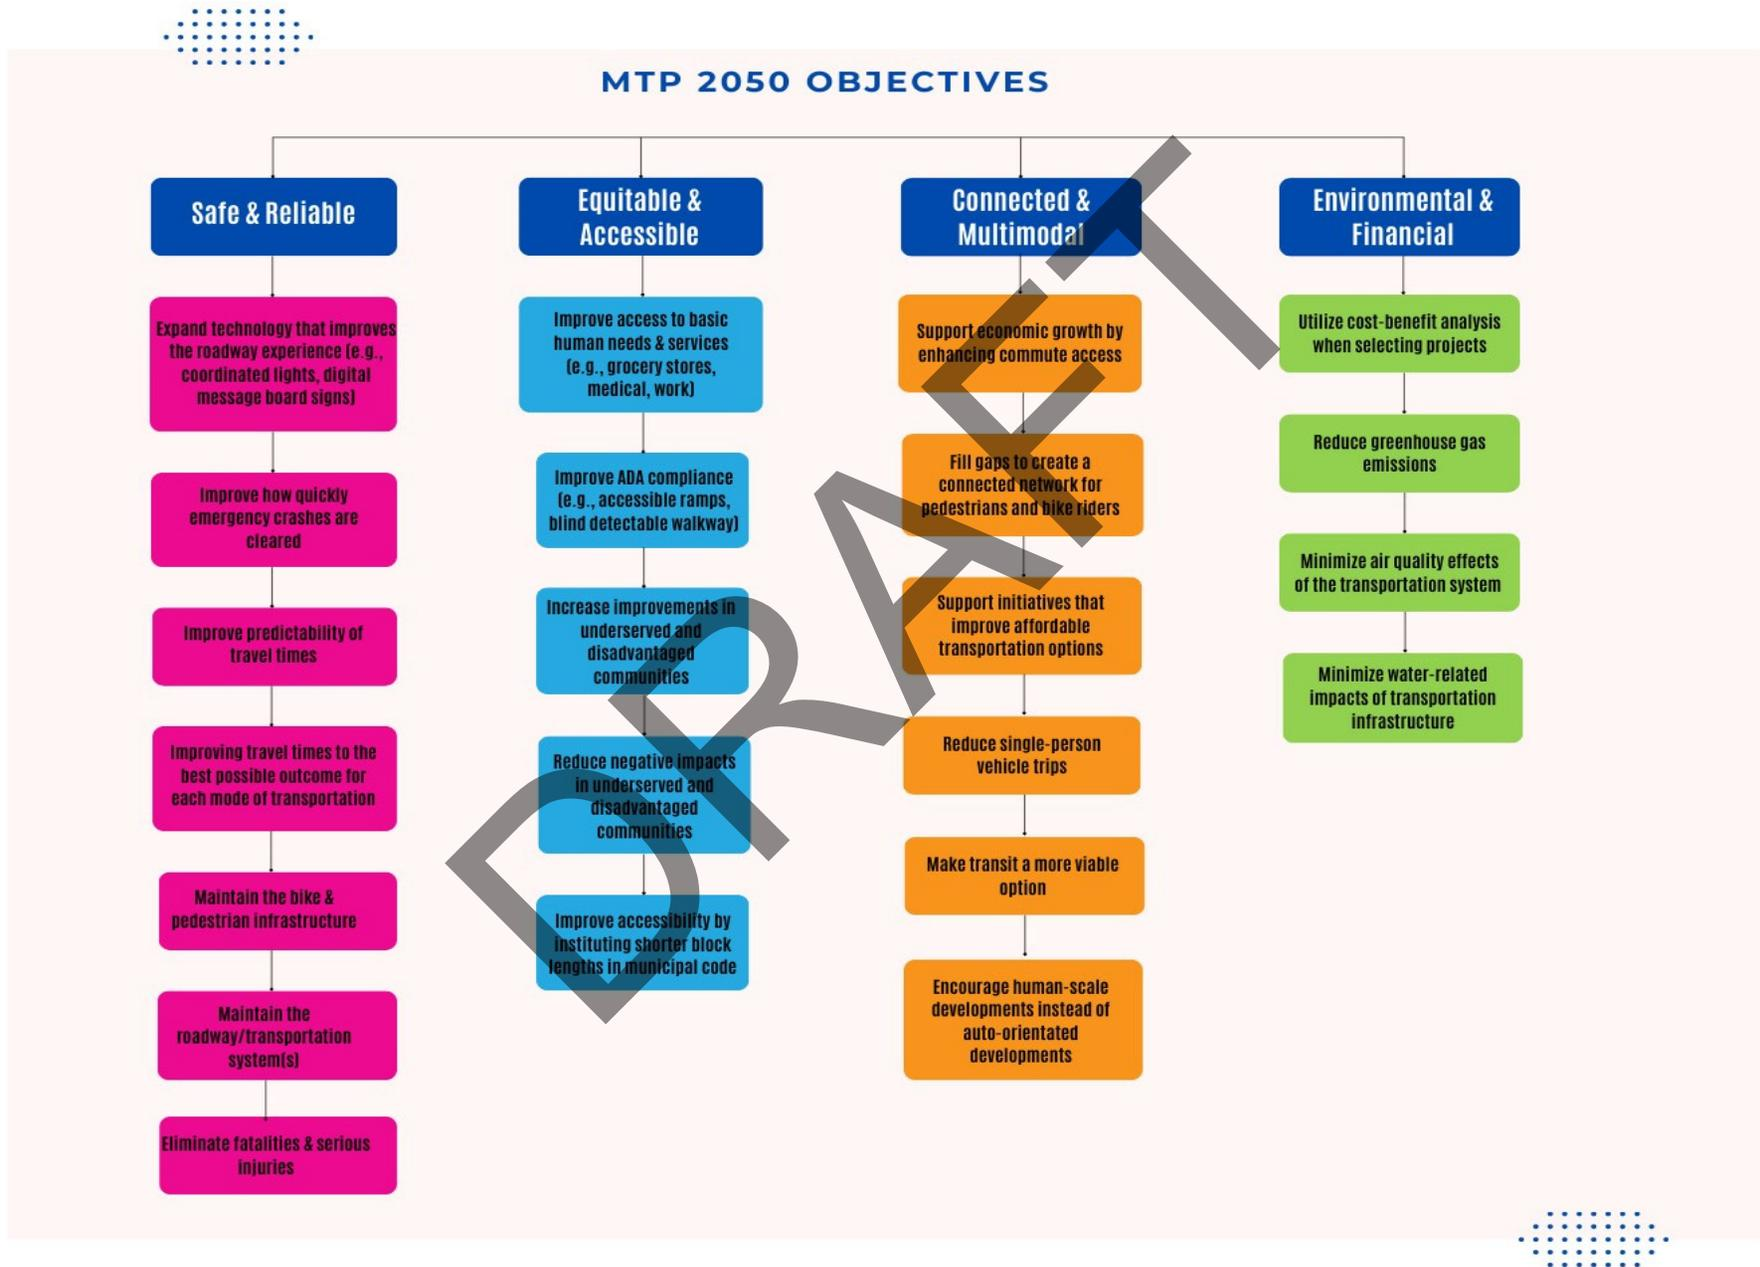 MTP 2050 OBJECTIVES
Safe & Reliable
Expand technology that improves
the roadway experience (e.g.,
coordinated lights, digital
message board signs)
Improve how quickly
emergency crashes are
cleared
Improve predictability of
travel times
Improving travel times to the
best possible outcome for
each mode of transportation
Maintain the bike &
pedestrian infrastructure
Maintain the
roadway/transportation
system(s)
Eliminate fatalities & serious
injuries
Equitable &
Accessible
Improve access to basic
human needs & services
(e.g., grocery stores,
medical, work)
Improve ADA compliance
(e.g., accessible ramps,
blind detectable walkway)
Increase improvements in
underserved and
disadvantaged
communities
Reduce negative impacts
in underserved and
disadvantaged
communities
Improve accessibility by
instituting shorter block
lengths in municipal code
Connected &
Multimodal
Support economic growth by
enhancing commute access
Fill gaps to create a
connected network for
pedestrians and bike riders
Support initiatives that
improve affordable
transportation options
Reduce single-person
vehicle trips
Make transit a more viable
option
Encourage human-scale
developments instead of
auto-orientated
developments
Environmental &
Financial
Utilize cost-benefit analysis
when selecting projects
Reduce greenhouse gas
emissions
Minimize air quality effects
of the transportation system
Minimize water-related
impacts of transportation
infrastructure
DRAFT